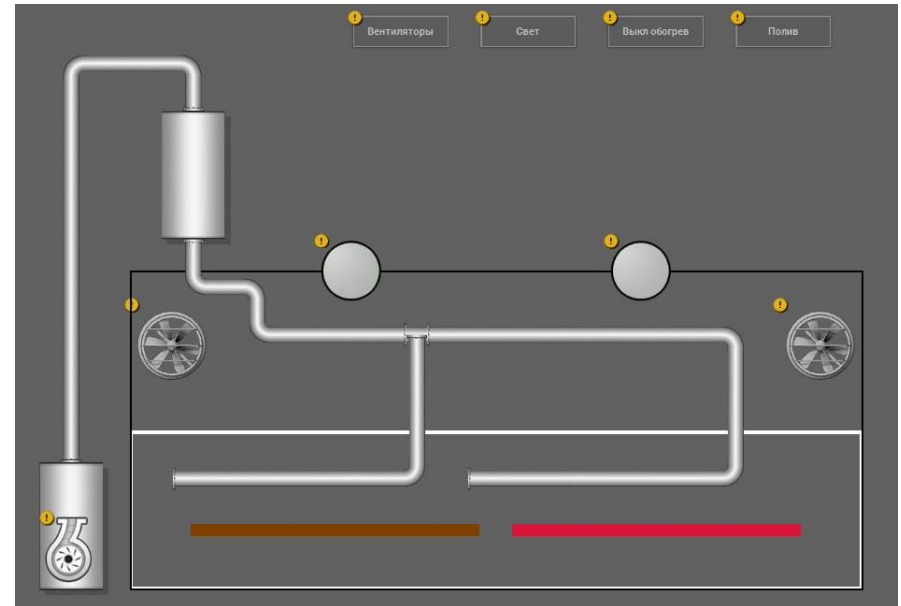 Вентиляторы
Свет
Выкл обогрев
Полив